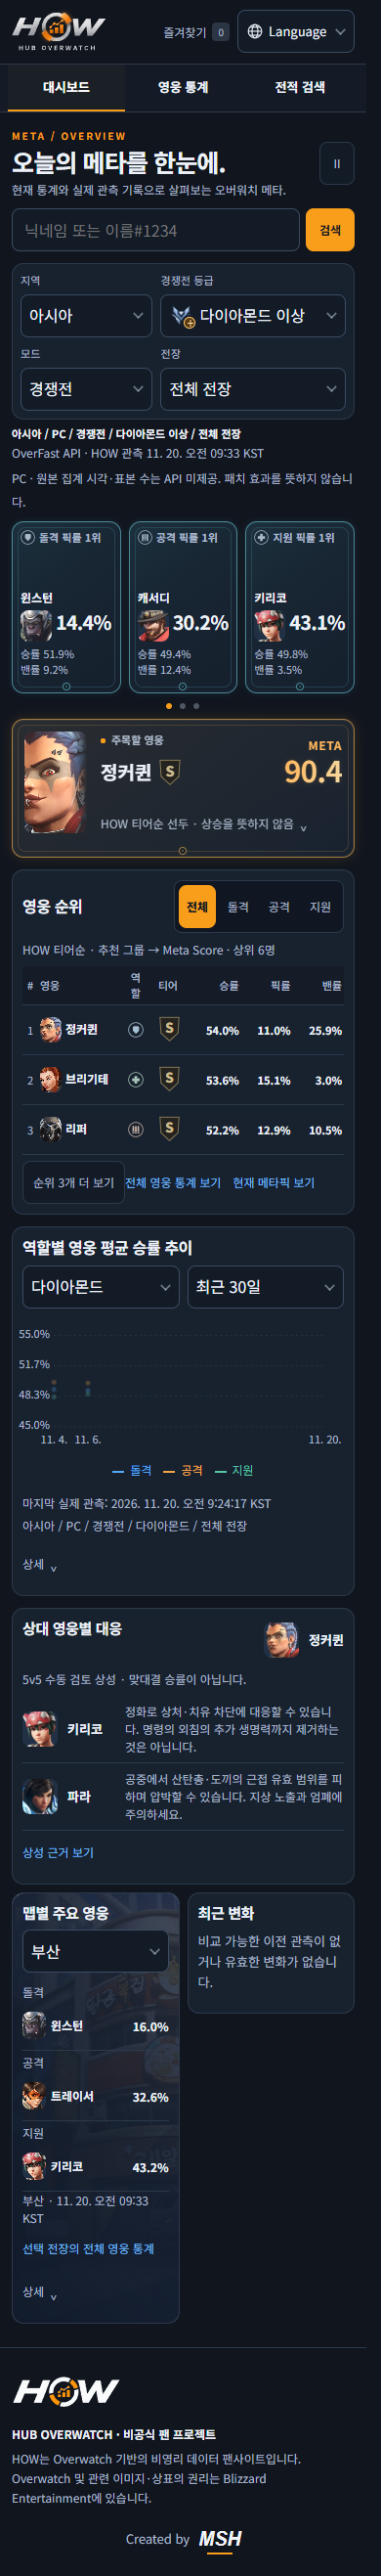 HOW
HUB OVERWATCH
즐겨찾기 0
Language
대시보드 영웅 통계 전적 검색
META / OVERVIEW
오늘의 메타를 한눈에.
현재 통계와 실제 관측 기록으로 살펴보는 오버워치 메타.
닉네임 또는 이름#1234
검색
지역 경쟁전 등급
아시아 다이아몬드 이상
모드 전장
경쟁전 전체 전장
아시아 / PC / 경쟁전 / 다이아몬드 이상 / 전체 전장
OverFast API · HOW 관측 11. 20. 오전 09:33 KST
PC · 원본 집계 시각·표본 수는 API 미제공. 패치 효과를 뜻하지 않습니
다.
돌격 픽률 1위
윈스턴
14.4%
승률 51.9%
밴률 9.2%
공격 픽률 1위
캐서디
30.2%
승률 49.4%
밴률 12.4%
지원 픽률 1위
키리코
43.1%
승률 49.8%
밴률 3.5%
주목할 영웅
META
정커퀸 S
90.4
HOW 티어순 선두 · 상승을 뜻하지 않음
영웅 순위
전체 돌격 공격 지원
HOW 티어순 · 추천 그룹 → Meta Score · 상위 6명
# 영웅 역할 티어 승률 픽률 밴률
1 정커퀸 S 54.0% 11.0% 25.9%
2 브리기테 S 53.6% 15.1% 3.0%
3 리퍼 S 52.2% 12.9% 10.5%
순위 3개 더 보기 전체 영웅 통계 보기 현재 메타픽 보기
역할별 영웅 평균 승률 추이
다이아몬드 최근 30일
55.0%
51.7%
48.3%
45.0%
11. 4. 11. 6. 11. 20.
돌격 공격 지원
마지막 실제 관측: 2026. 11. 20. 오전 9:24:17 KST
아시아 / PC / 경쟁전 / 다이아몬드 / 전체 전장
상세
상대 영웅별 대응
정커퀸
5v5 수동 검토 상성 · 맞대결 승률이 아닙니다.
키리코
정화로 상처·치유 차단에 대응할 수 있습니
다. 명령의 외침의 추가 생명력까지 제거하는
것은 아닙니다.
파라
공중에서 산탄총·도끼의 근접 유효 범위를 피
하며 압박할 수 있습니다. 지상 노출과 엄폐에
주의하세요.
상성 근거 보기
맵별 주요 영웅
부산
돌격
윈스턴 16.0%
공격
트레이서 32.6%
지원
키리코 43.2%
부산 · 11. 20. 오전 09:33
KST
선택 전장의 전체 영웅 통계
상세
최근 변화
비교 가능한 이전 관측이 없
거나 유효한 변화가 없습니
다.
HOW
HUB OVERWATCH · 비공식 팬 프로젝트
HOW는 Overwatch 기반의 비영리 데이터 팬사이트입니다.
Overwatch 및 관련 이미지·상표의 권리는 Blizzard
Entertainment에 있습니다.
Created by MSH